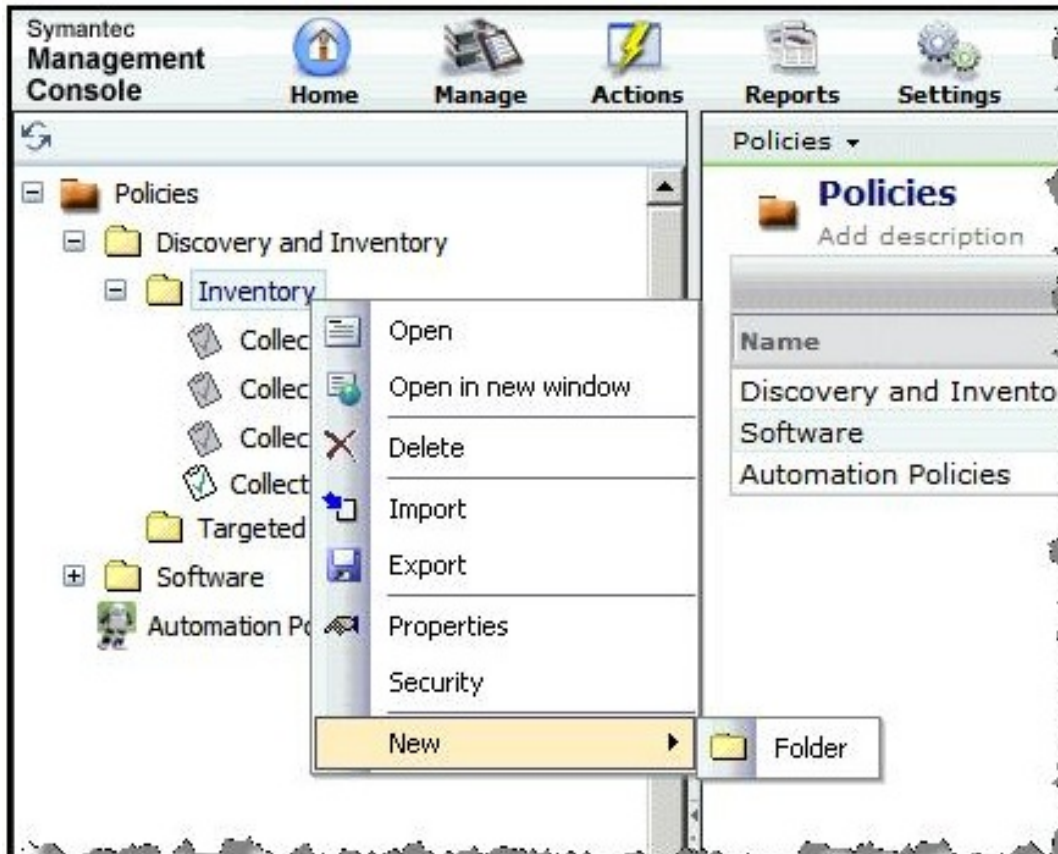 Symantec
Management
Console
Home
Manage
Actions
Reports
Settings
Policies
Policies
Discovery and Inventory
Inventory
Collec
Collec
Collec
Collect
Targeted
Software
Automation Po
Open
Open in new window
Delete
Import
Export
Properties
Security
New
Folder
Policies
Add description
Name
Discovery and Invento
Software
Automation Policies